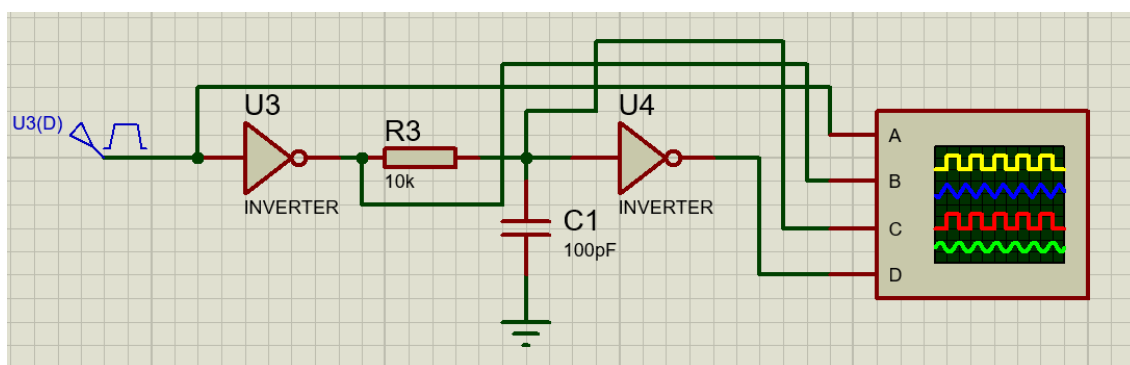 U3(D)
U3
INVERTER
R3
10k
C1
100pF
U4
INVERTER
A
B
C
D